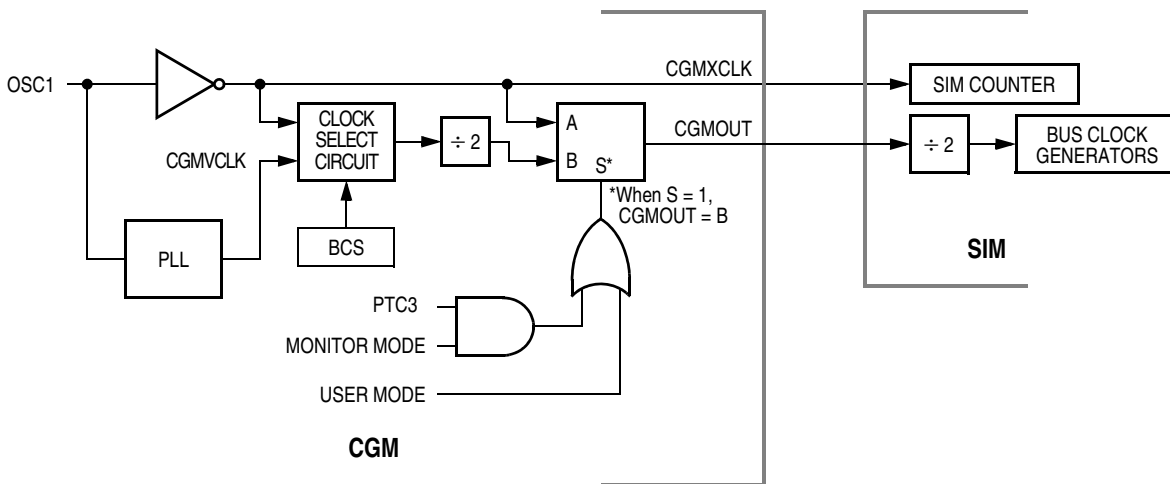 OSC1
CGMXCLK
SIM COUNTER
CLOCK
SELECT
CIRCUIT
÷ 2
A
B
S*
CGMOUT
÷ 2
BUS CLOCK
GENERATORS
CGMVCLK
*When S = 1,
CGMOUT = B
BCS
PLL
SIM
PTC3
MONITOR MODE
USER MODE
CGM